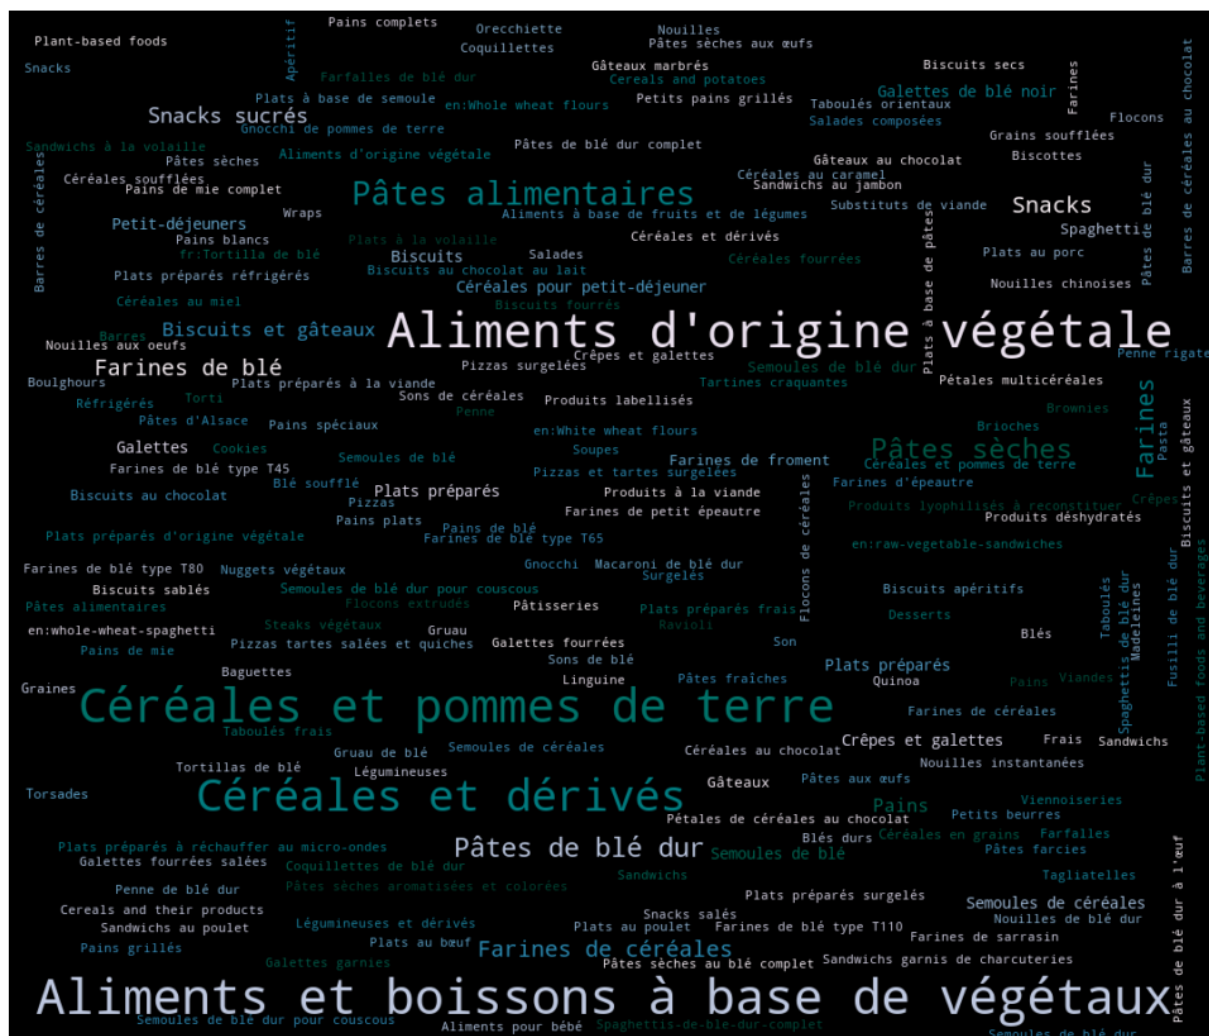 Pains complets
Orecchiette
Nouilles
Apéritif
Plant-based foods
Coquillettes
Pâtes sèches aux œufs
Barres de céréales au chocolat
Snacks
Farfalles de blé dur
Gâteaux marbrés
Cereals and potatoes
Biscuits secs
Farines
Plats à base de semoule
en:Whole wheat flours
Petits pains grillés
Taboulés orientaux
Galettes de blé noir
Snacks sucrés
Gnocchi de pommes de terre
Salades composées
Flocons
Grains soufflées
Sandwichs à la volaille
Pâtes sèches
Aliments d'origine végétale
Pâtes de blé dur complet
Gâteaux au chocolat
Biscottes
Barres de céréales
Céréales soufflées
Pains de mie complet
Pâtes alimentaires
Céréales au caramel
Sandwichs au jambon
Pâtes de blé dur
Wraps
Aliments à base de fruits et de légumes
Substituts de viande
Snacks
Petit-déjeuners
Spaghetti
Pains blancs
Plats à la volaille
Céréales et dérivés
Plats à base de pâtes
fr:Tortilla de blé
Biscuits
Salades
Céréales fourrées
Plats au porc
Plats préparés réfrigérés
Biscuits au chocolat au lait
Céréales pour petit-déjeuner
Nouilles chinoises
Céréales au miel
Biscuits fourrés
Barres
Biscuits et gâteaux
Aliments d'origine végétale
Nouilles aux oeufs
Crêpes et galettes
Penne rigate
Farines de blé
Pizzas surgelées
Semoules de blé dur
Boulghours
Plats préparés à la viande
Tartines craquantes
Pétales multicéréales
Réfrigérés
Torti
Sons de céréales
Produits labellisés
Farines
Penne
Brownies
Pâtes d'Alsace
Pains spéciaux
en:White wheat flours
Brioches
Pasta
Biscuits et gâteaux
Galettes
Cookies
Semoules de blé
Soupes
Pâtes sèches
Farines de blé type T45
Pizzas et tartes surgelées
Farines de froment
Céréales et pommes de terre
Blé soufflé
Farines d'épeautre
Biscuits au chocolat
Plats préparés
Produits à la viande
Flocons de céréales
Crêpes
Pizzas
Farines de petit épeautre
Produits lyophilisés à reconstituer
Pains plats
Produits déshydratés
Pains de blé
Plats préparés d'origine végétale
Farines de blé type T65
en:raw-vegetable-sandwiches
Farines de blé type T80
Nuggets végétaux
Gnocchi
Macaroni de blé dur
Surgelés
Fusilli de blé dur
Plant-based foods and beverages
Biscuits sablés
Semoules de blé dur pour couscous
Biscuits apéritifs
Taboulés
Spaghettis de blé dur
Madeleines
Pâtes alimentaires
Flocons extrudés
Pâtisseries
Plats préparés frais
Desserts
en:whole-wheat-spaghetti
Steaks végétaux
Gruau
Ravioli
Blés
Pains de mie
Pizzas tartes salées et quiches
Galettes fourrées
Son
Sons de blé
Plats préparés
Baguettes
Linguine
Pâtes fraîches
Quinoa
Pains
Viandes
Graines
Céréales et pommes de terre
Farines de céréales
Taboulés frais
Gruau de blé
Semoules de céréales
Céréales au chocolat
Crêpes et galettes
Frais
Sandwichs
Tortillas de blé
Légumineuses
Nouilles instantanées
Torsades
Céréales et dérivés
Gâteaux
Pâtes aux œufs
Pains
Viennoiseries
Pétales de céréales au chocolat
Petits beurres
Plats préparés à réchauffer au micro-ondes
Pâtes de blé dur
Blés durs
Céréales en grains
Farfalles
Semoules de blé
Pâtes farcies
Pâtes de blé dur à l'œuf
Galettes fourrées salées
Coquillettes de blé dur
Sandwichs
Tagliatelles
Penne de blé dur
Pâtes sèches aromatisées et colorées
Plats préparés surgelés
Semoules de céréales
Cereals and their products
Snacks salés
Nouilles de blé dur
Sandwichs au poulet
Légumineuses et dérivés
Plats au poulet
Farines de blé type T110
Pains grillés
Plats au bœuf
Farines de céréales
Farines de sarrasin
Galettes garnies
Pâtes sèches au blé complet
Sandwichs garnis de charcuteries
Aliments et boissons à base de végétaux
Semoules de blé dur pour couscous
Aliments pour bébé
Spaghettis-de-ble-dur-complet
Semoules de blé dur